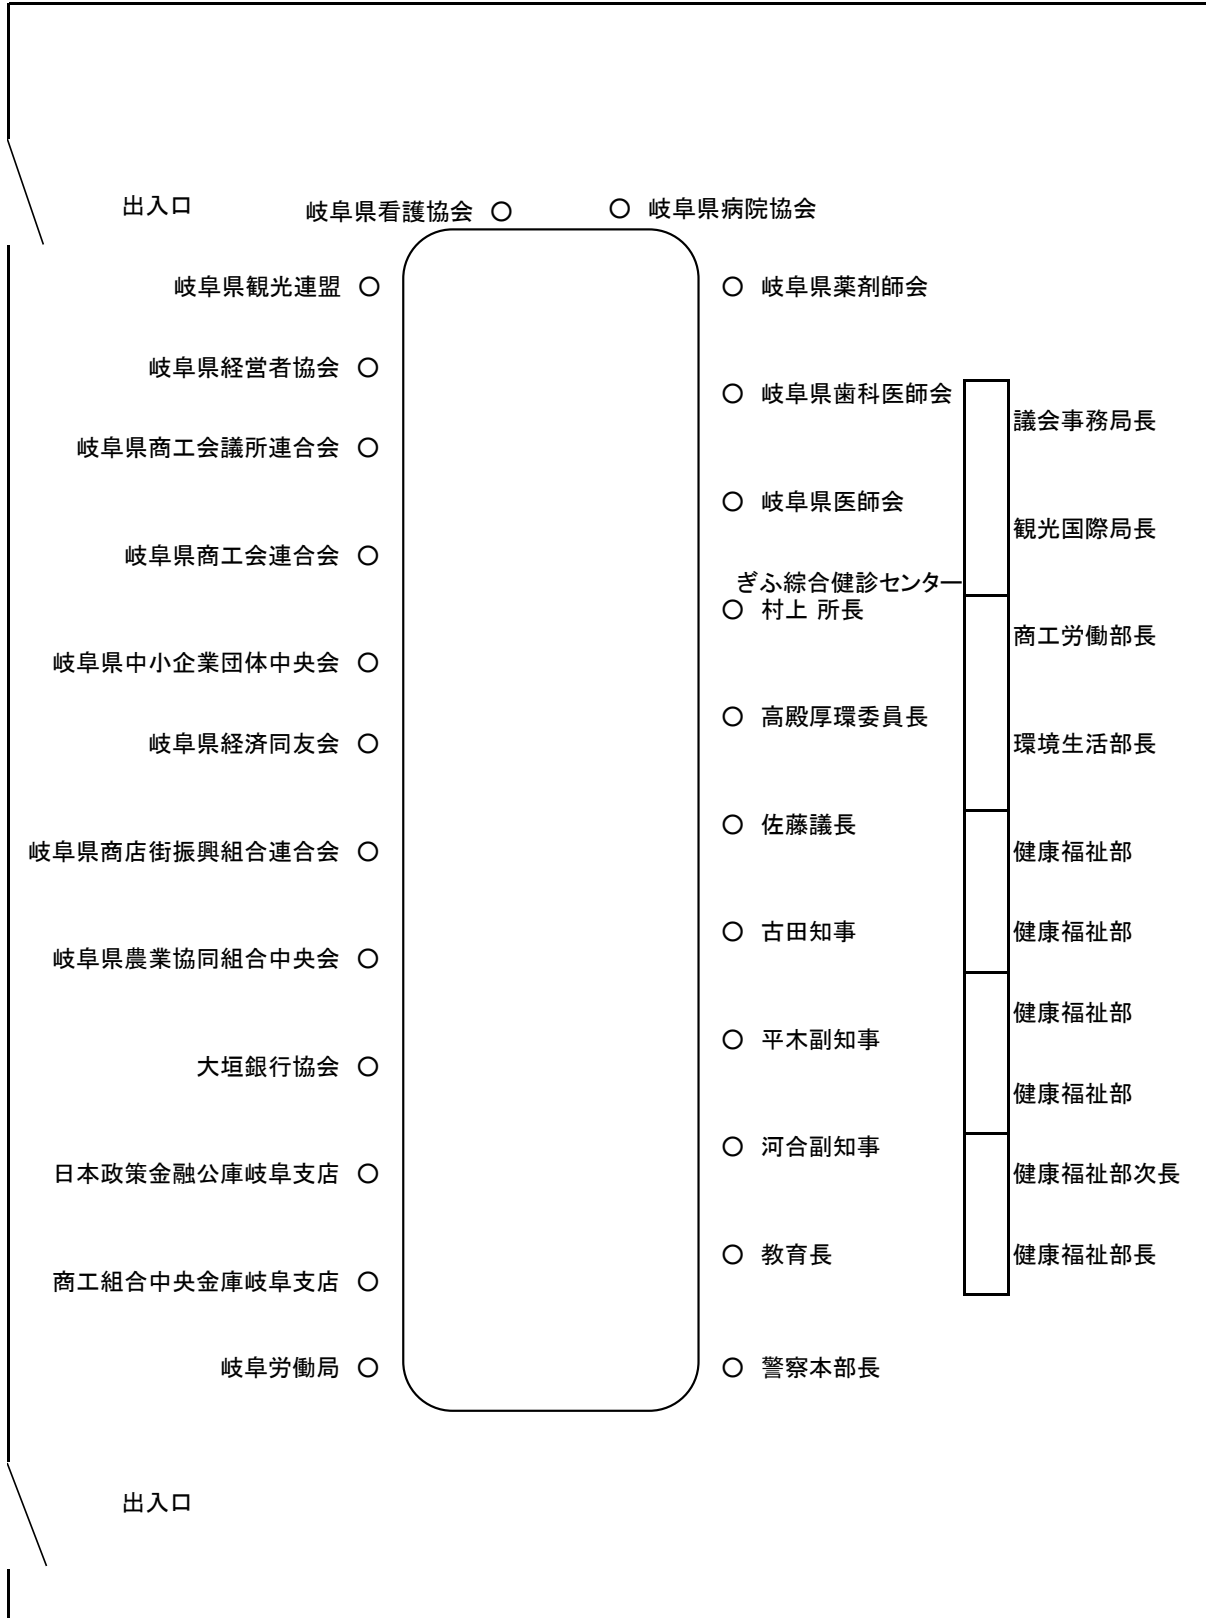 出入口
岐阜県看護協会 ○
○ 岐阜県病院協会
岐阜県観光連盟 ○
岐阜県経営者協会 ○
岐阜県商工会議所連合会 ○
岐阜県商工会連合会 ○
岐阜県中小企業団体中央会 ○
岐阜県経済同友会 ○
岐阜県商店街振興組合連合会 ○
岐阜県農業協同組合中央会 ○
大垣銀行協会 ○
日本政策金融公庫岐阜支店 ○
商工組合中央金庫岐阜支店 ○
岐阜労働局 ○
○ 岐阜県薬剤師会
○ 岐阜県歯科医師会
○ 岐阜県医師会
ぎふ綜合健診センター
○ 村上 所長
○ 高殿厚環委員長
○ 佐藤議長
○ 古田知事
○ 平木副知事
○ 河合副知事
○ 教育長
○ 警察本部長
議会事務局長
観光国際局長
商工労働部長
環境生活部長
健康福祉部
健康福祉部
健康福祉部
健康福祉部
健康福祉部次長
健康福祉部長
出入口